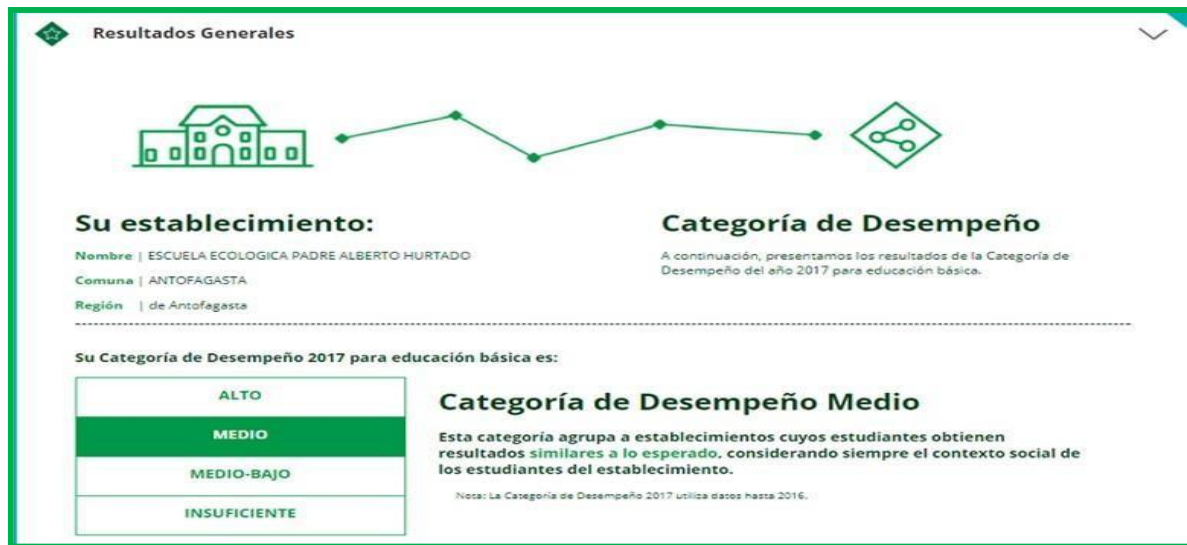 Resultados Generales
Su establecimiento:
Nombre | ESCUELA ECOLOGICA PADRE ALBERTO HURTADO
Comuna | ANTOFAGASTA
Región | de Antofagasta
Categoría de Desempeño
A continuación, presentamos los resultados de la Categoría de
Desempeño del año 2017 para educación básica.
Su Categoría de Desempeño 2017 para educación básica es:
ALTO
MEDIO
MEDIO-BAJO
INSUFICIENTE
Categoría de Desempeño Medio
Esta categoría agrupa a establecimientos cuyos estudiantes obtienen
resultados similares a lo esperado, considerando siempre el contexto social de
los estudiantes del establecimiento.
Nota: La Categoría de Desempeño 2017 utiliza datos hasta 2016.